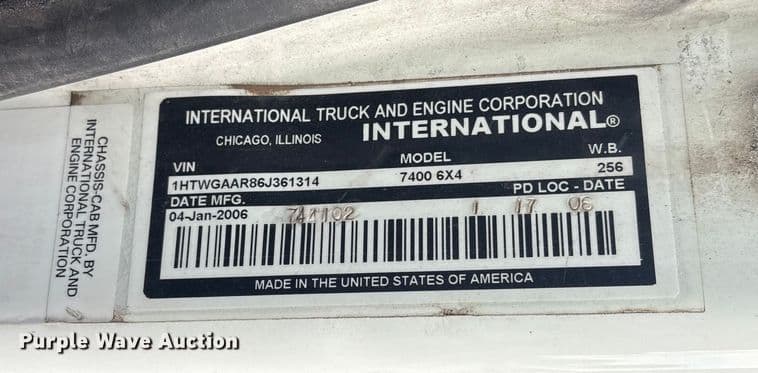 CHASSIS-CAB MFD. BY
INTERNATIONAL TRUCK AND
ENGINE CORPORATION
INTERNATIONAL TRUCK AND ENGINE CORPORATION
CHICAGO, ILLINOIS INTERNATIONAL®
VIN MODEL W.B.
1HTWGAAR86J361314 7400 6X4 256
DATE MFG. PD LOC - DATE
04-Jan-2006 741102 1 17 06
MADE IN THE UNITED STATES OF AMERICA
Purple Wave Auction